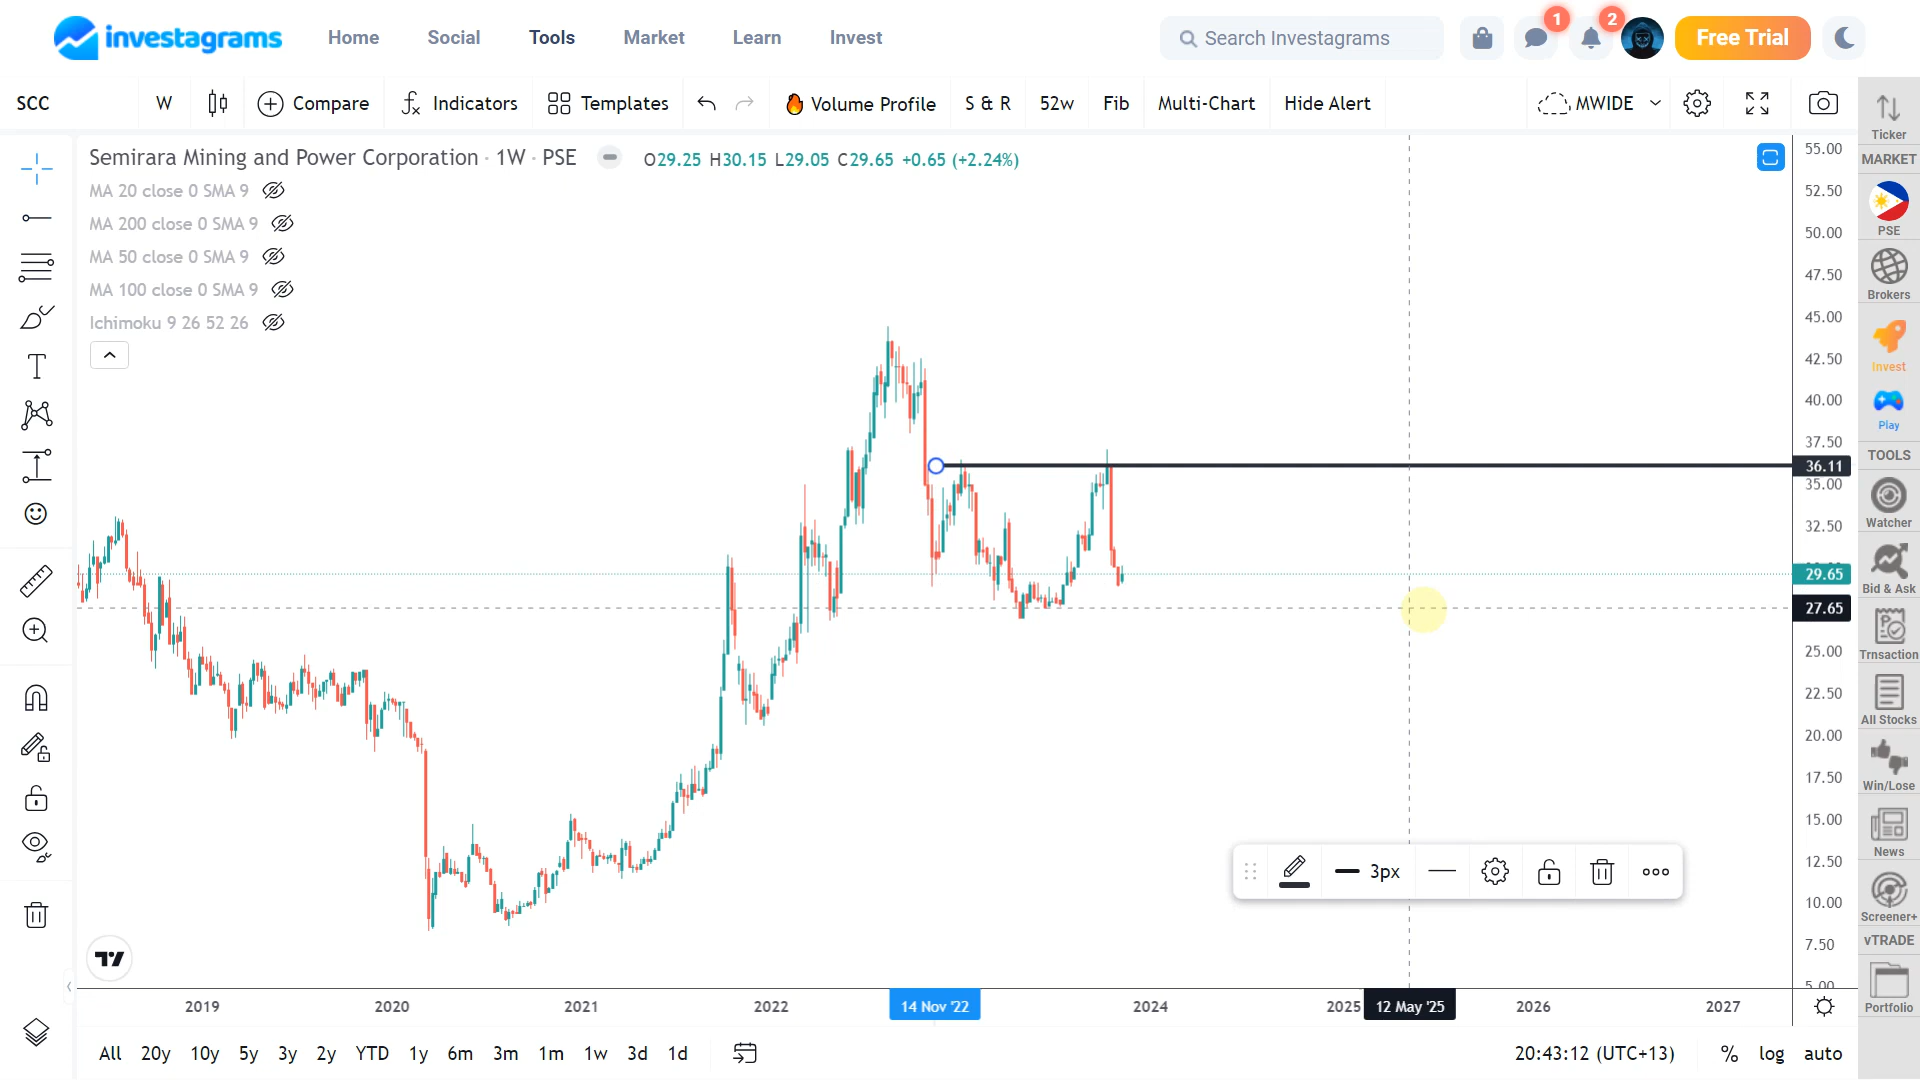 investagrams
Home
Social
Tools
Market
Learn
Invest
Search Investagrams
1
2
Free Trial
SCC
W
Compare
Indicators
Templates
Volume Profile
S & R
52w
Fib
Multi-Chart
Hide Alert
MWIDE
Semirara Mining and Power Corporation · 1W · PSE
O29.25 H30.15 L29.05 C29.65 +0.65 (+2.24%)
MA 20 close 0 SMA 9
MA 200 close 0 SMA 9
MA 50 close 0 SMA 9
MA 100 close 0 SMA 9
Ichimoku 9 26 52 26
55.00
52.50
50.00
47.50
45.00
42.50
40.00
37.50
36.11
35.00
32.50
29.65
27.65
25.00
22.50
20.00
17.50
15.00
12.50
10.00
7.50
5.00
3px
2019
2020
2021
2022
14 Nov '22
2024
2025
12 May '25
2026
2027
All
20y
10y
5y
3y
2y
YTD
1y
6m
3m
1m
1w
3d
1d
20:43:12 (UTC+13)
%
log
auto
Ticker
MARKET
PSE
Brokers
Invest
Play
TOOLS
Watcher
Bid & Ask
Trnsaction
All Stocks
Win/Lose
News
Screener+
vTRADE
Portfolio